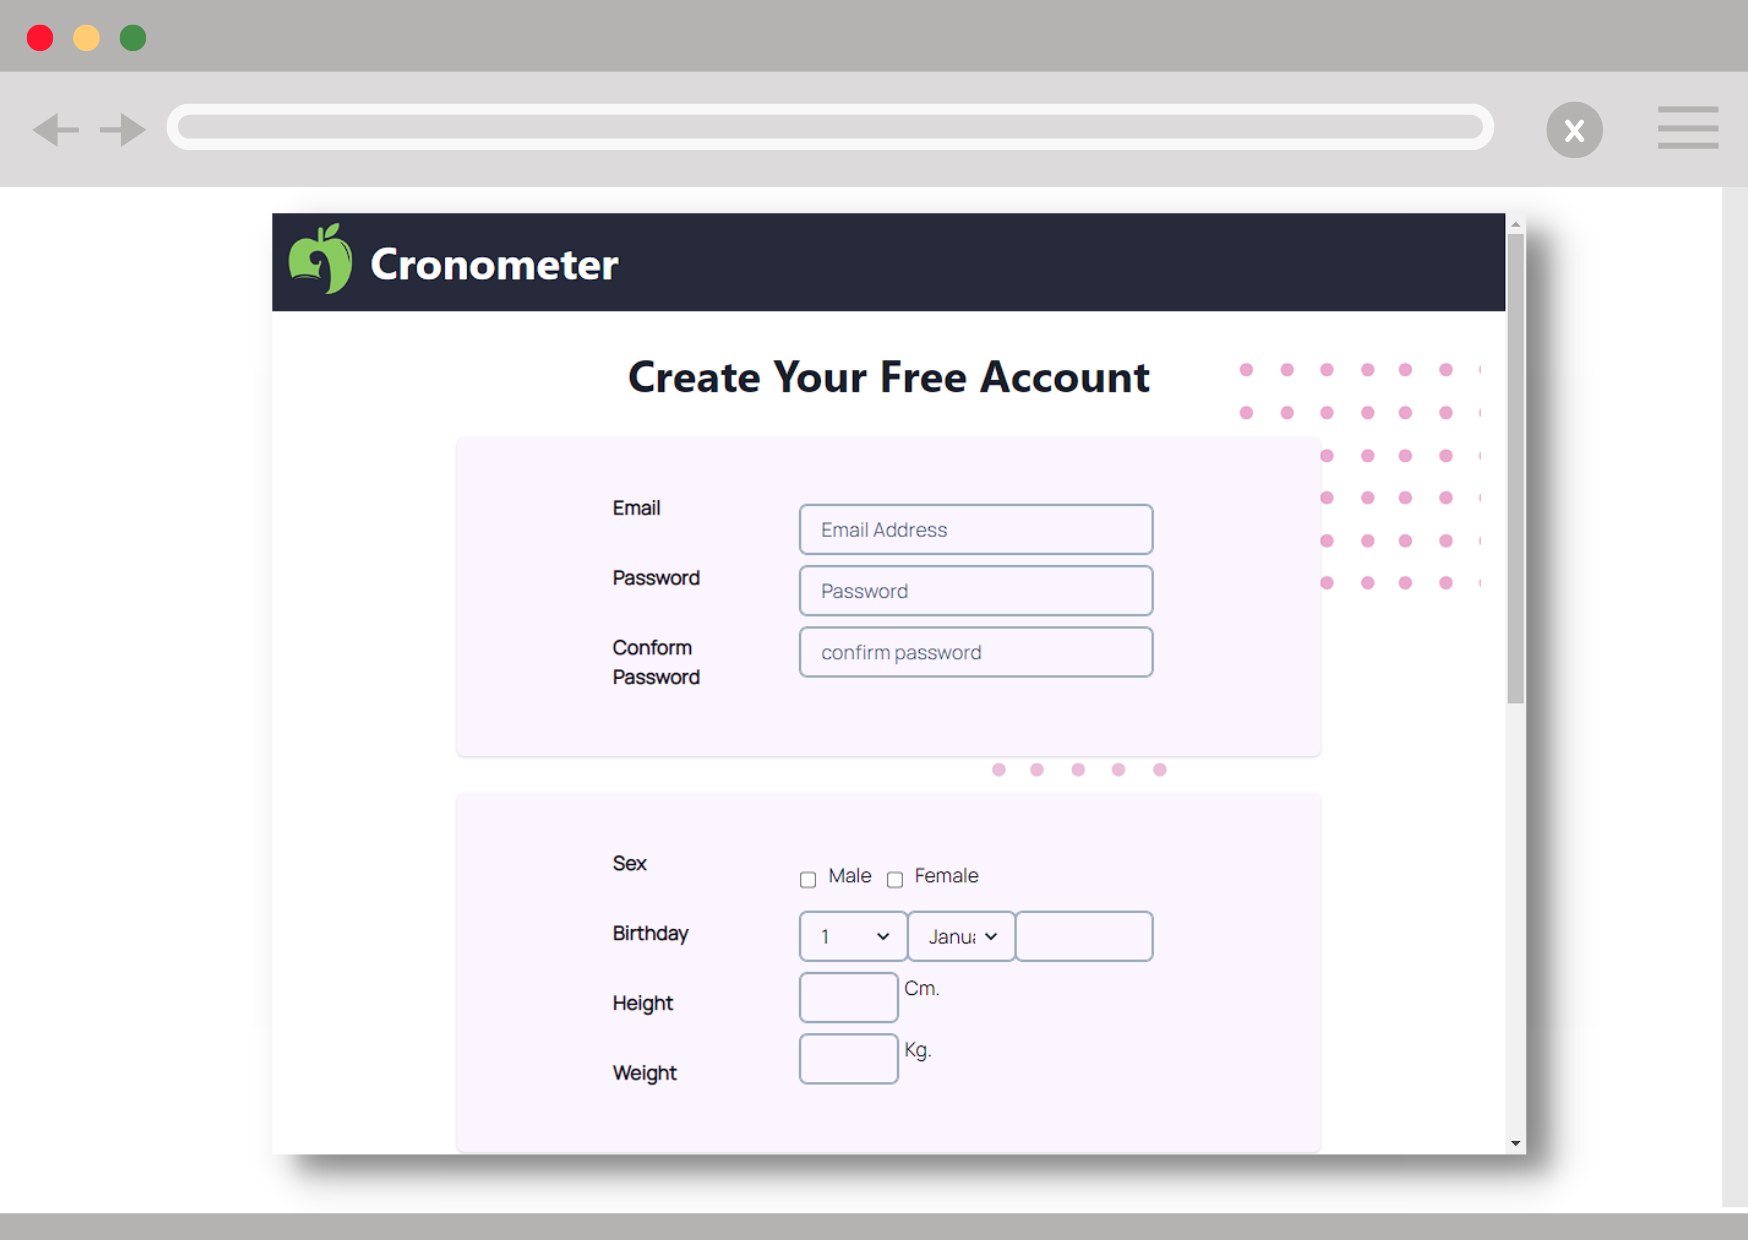 X
Cronometer
Create Your Free Account
Email
Email Address
Password
Password
Conform
Password
confirm password
Sex
Male
Female
Birthday
1
Janua
Height
Cm.
Weight
Kg.